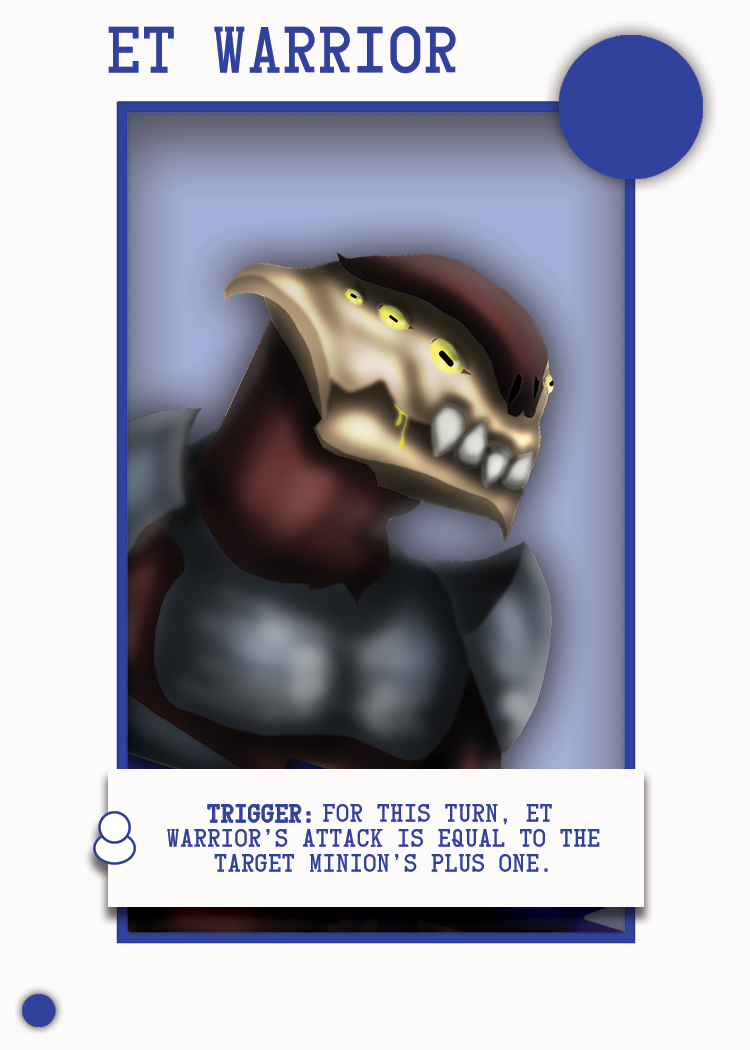 ET WARRIOR
TRIGGER: FOR THIS TURN, ET
WARRIOR'S ATTACK IS EQUAL TO THE
TARGET MINION'S PLUS ONE.